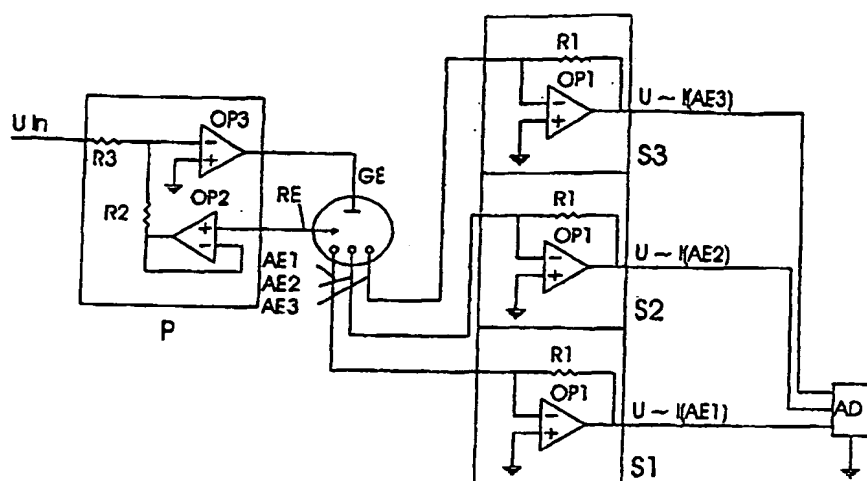 U In
R3
OP3
R2
OP2
P
GE
RE
AE1
AE2
AE3
R1
OP1
U ~ I(AE3)
S3
R1
OP1
U ~ I(AE2)
S2
R1
OP1
U ~ I(AE1)
S1
AD